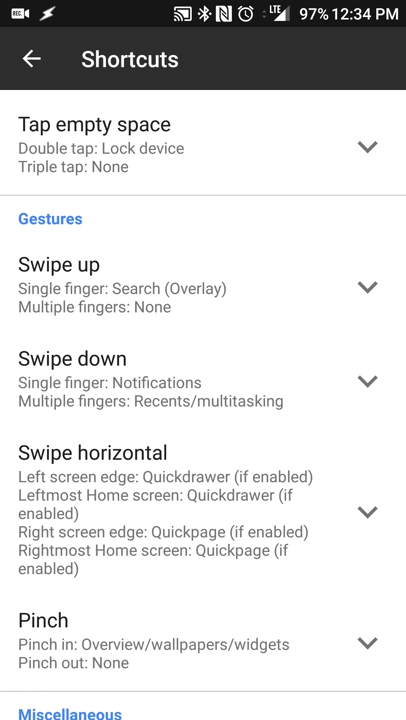 REC LTE 97% 12:34 PM
Shortcuts
Tap empty space
Double tap: Lock device
Triple tap: None
Gestures
Swipe up
Single finger: Search (Overlay)
Multiple fingers: None
Swipe down
Single finger: Notifications
Multiple fingers: Recents/multitasking
Swipe horizontal
Left screen edge: Quickdrawer (if enabled)
Leftmost Home screen: Quickdrawer (if
enabled)
Right screen edge: Quickpage (if enabled)
Rightmost Home screen: Quickpage (if
enabled)
Pinch
Pinch in: Overview/wallpapers/widgets
Pinch out: None
Miscellaneous